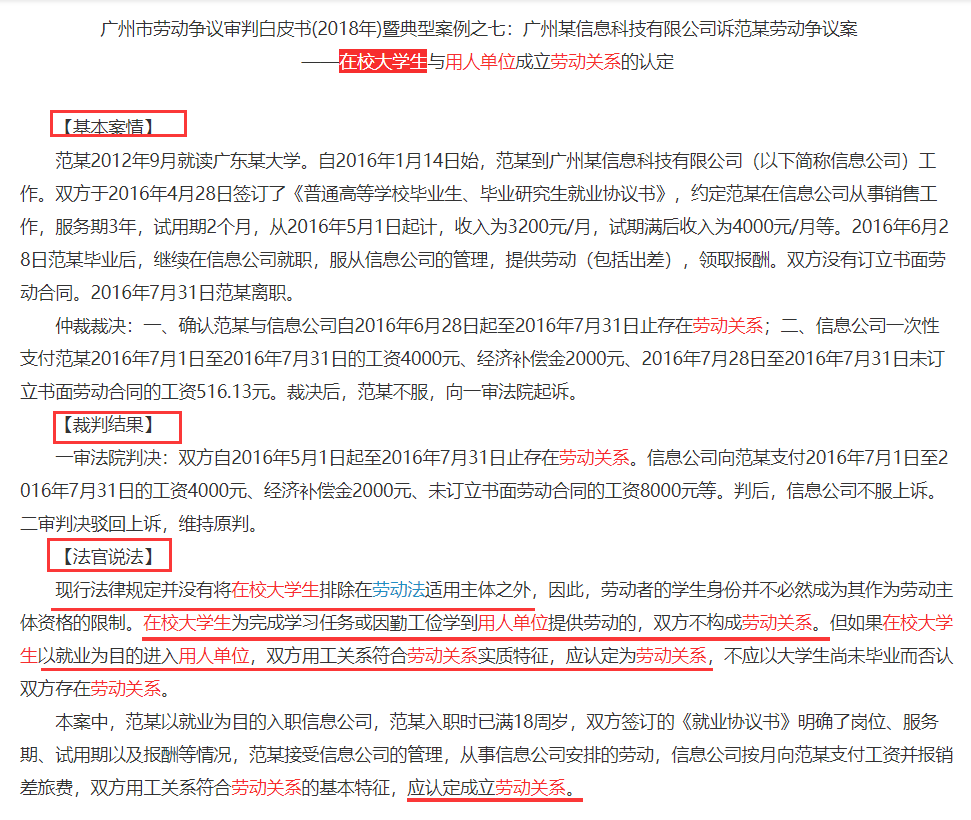 广州市劳动争议审判白皮书(2018年)暨典型案例之七：广州某信息科技有限公司诉范某劳动争议案
——在校大学生与用人单位成立劳动关系的认定
【基本案情】
范某2012年9月就读广东某大学。自2016年1月14日始，范某到广州某信息科技有限公司（以下简称信息公司）工
作。双方于2016年4月28日签订了《普通高等学校毕业生、毕业研究生就业协议书》，约定范某在信息公司从事销售工
作，服务期3年，试用期2个月，从2016年5月1日起计，收入为3200元/月，试期满后收入为4000元/月等。2016年6月2
8日范某毕业后，继续在信息公司就职，服从信息公司的管理，提供劳动（包括出差），领取报酬。双方没有订立书面劳
动合同。2016年7月31日范某离职。
仲裁裁决：一、确认范某与信息公司自2016年6月28日起至2016年7月31日止存在劳动关系；二、信息公司一次性
支付范某2016年7月1日至2016年7月31日的工资4000元、经济补偿金2000元、2016年7月28日至2016年7月31日未订
立书面劳动合同的工资516.13元。裁决后，范某不服，向一审法院起诉。
【裁判结果】
一审法院判决：双方自2016年5月1日起至2016年7月31日止存在劳动关系。信息公司向范某支付2016年7月1日至2
016年7月31日的工资4000元、经济补偿金2000元、未订立书面劳动合同的工资8000元等。判后，信息公司不服上诉。
二审判决驳回上诉，维持原判。
【法官说法】
现行法律规定并没有将在校大学生排除在劳动法适用主体之外，因此，劳动者的学生身份并不必然成为其作为劳动主
体资格的限制。在校大学生为完成学习任务或因勤工俭学到用人单位提供劳动的，双方不构成劳动关系。但如果在校大学
生以就业为目的进入用人单位，双方用工关系符合劳动关系实质特征，应认定为劳动关系，不应以大学生尚未毕业而否认
双方存在劳动关系。
本案中，范某以就业为目的入职信息公司，范某入职时已满18周岁，双方签订的《就业协议书》明确了岗位、服务
期、试用期以及报酬等情况，范某接受信息公司的管理，从事信息公司安排的劳动，信息公司按月向范某支付工资并报销
差旅费，双方用工关系符合劳动关系的基本特征，应认定成立劳动关系。